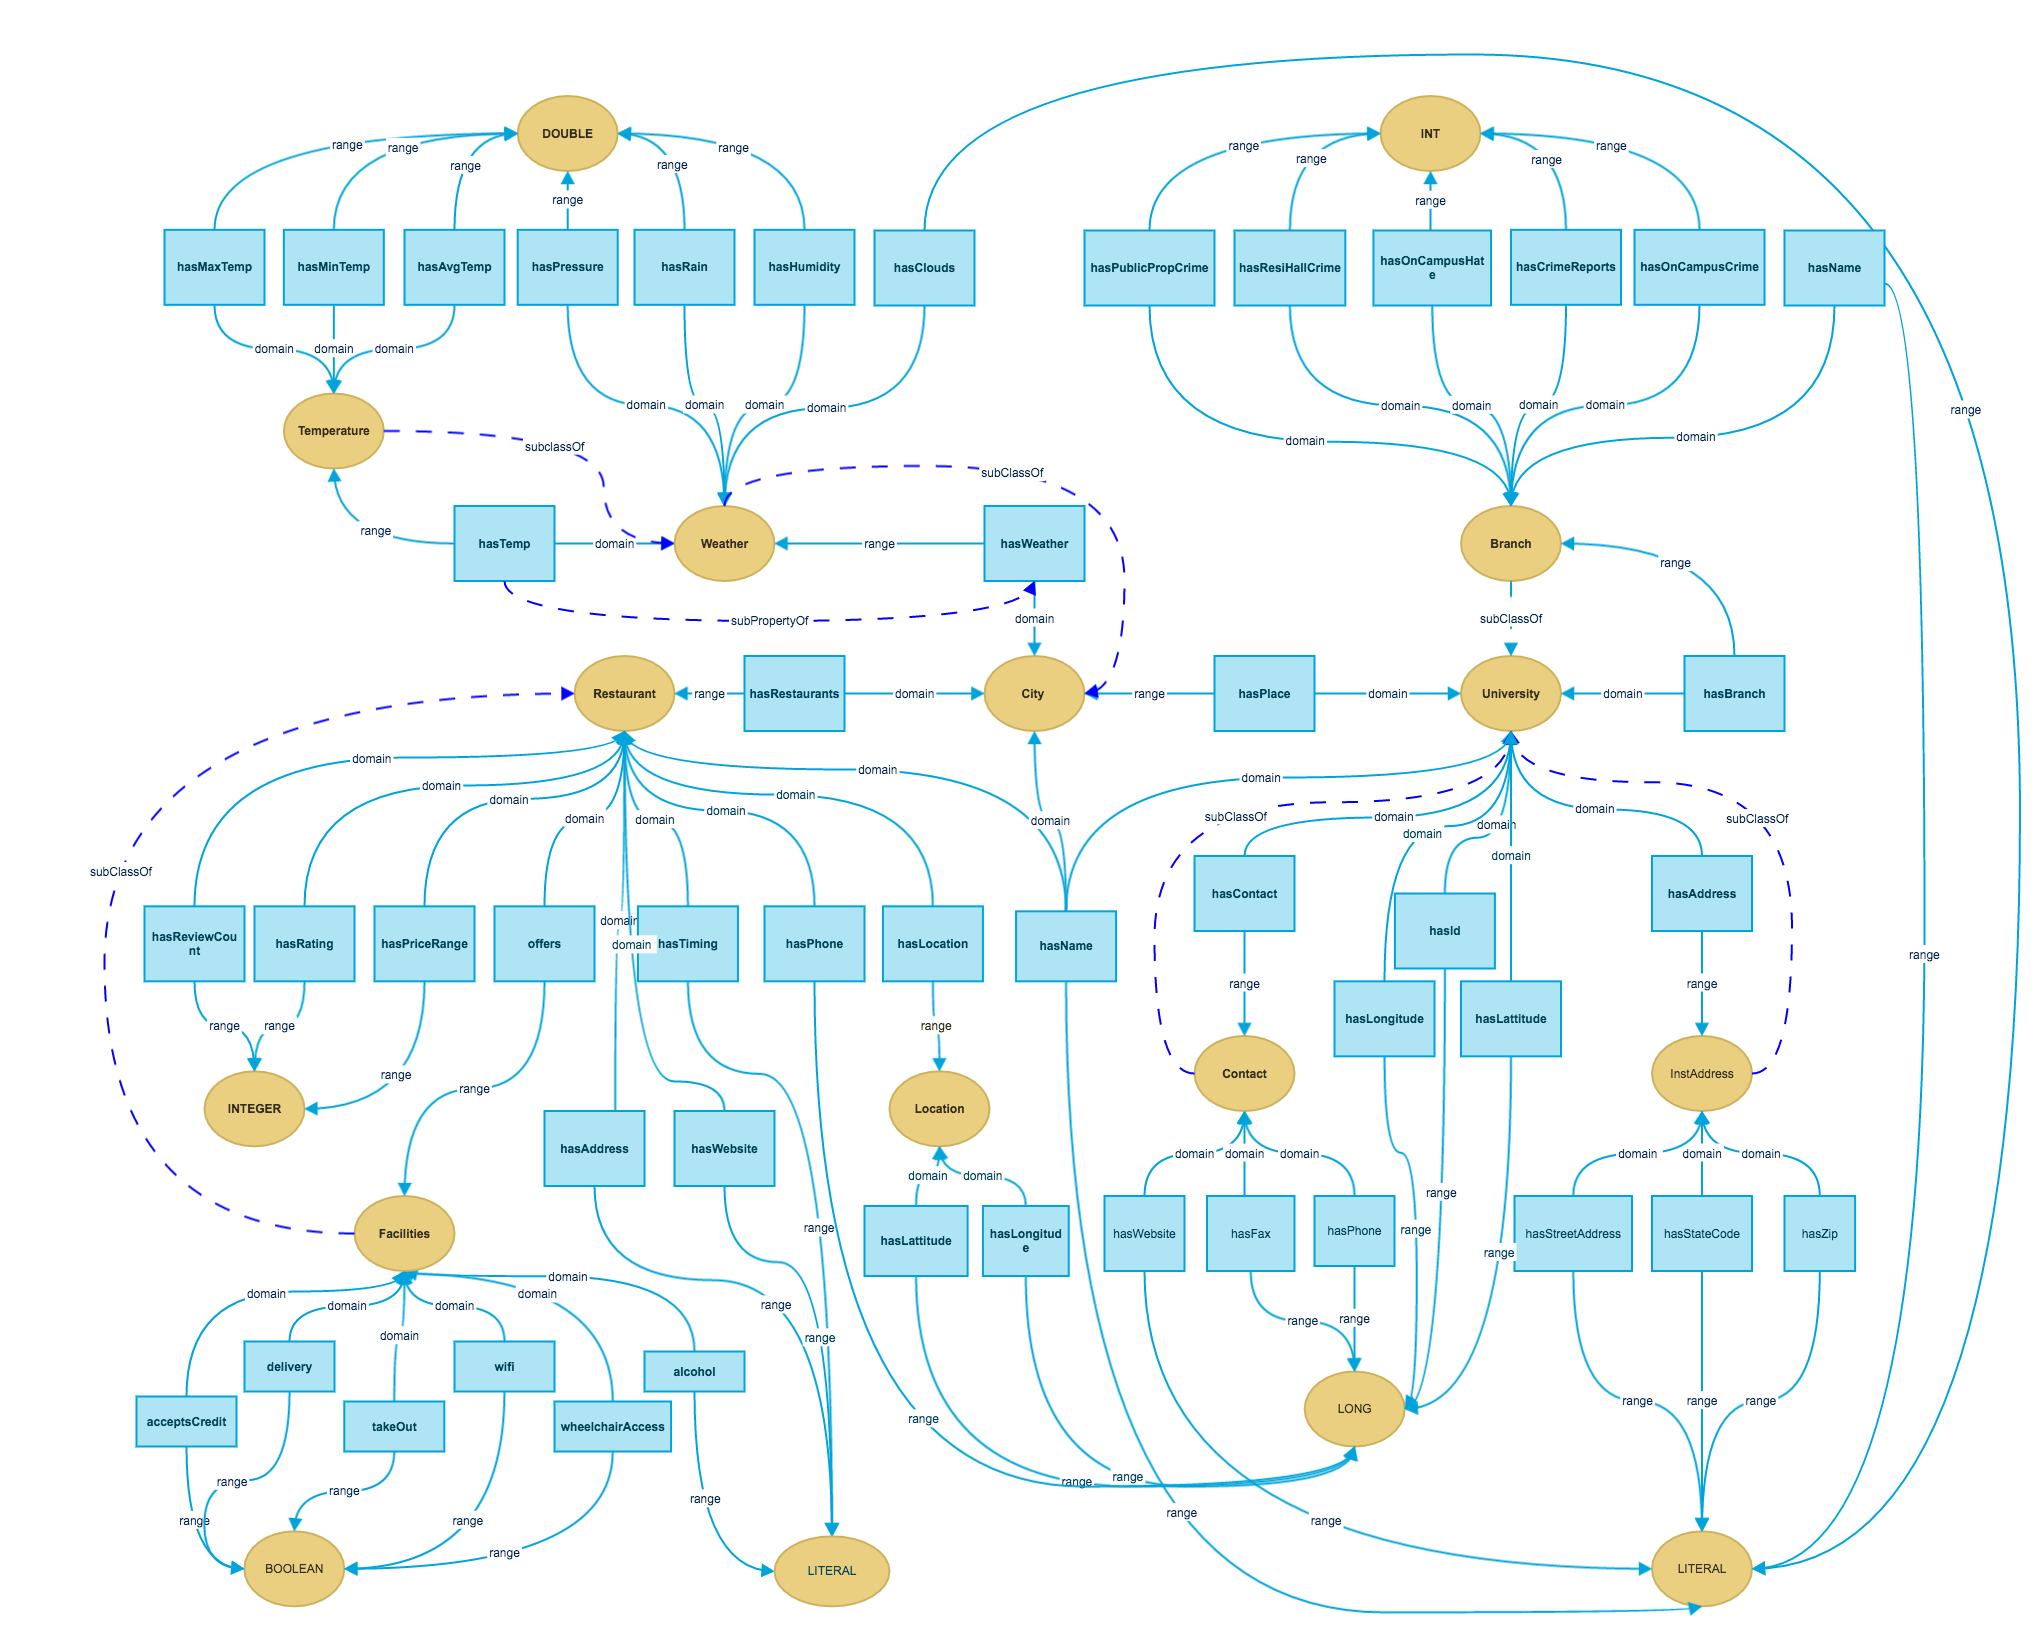 DOUBLE
INT
range
range
range
range
range
range
range
range
range
range
range
hasMaxTemp
hasMinTemp
hasAvgTemp
hasPressure
hasRain
hasHumidity
hasClouds
hasPublicPropCrime
hasResiHallCrime
hasOnCampusHat
e
hasCrimeReports
hasOnCampusCrime
hasName
domain
domain
domain
domain
domain
domain
domain
domain
domain
domain
domain
domain
domain
range
Temperature
subclassOf
subClassOf
range
hasTemp
domain
Weather
range
hasWeather
Branch
range
subPropertyOf
domain
subClassOf
Restaurant
range
hasRestaurants
domain
City
range
hasPlace
domain
University
domain
hasBranch
domain
domain
domain
domain
domain
domain
domain
domain
domain
domain
subClassOf
domain
domain
domain
domain
domain
subClassOf
subClassOf
hasContact
hasAddress
domain
domain
hasReviewCou
nt
hasRating
hasPriceRange
offers
hasTiming
hasPhone
hasLocation
hasName
hasId
range
range
range
hasLongitude
hasLattitude
range
range
range
range
INTEGER
Location
Contact
InstAddress
range
range
hasAddress
hasWebsite
domain
domain
domain
domain
domain
domain
domain
domain
range
Facilities
range
hasLattitude
hasLongitud
e
hasWebsite
hasFax
hasPhone
range
range
hasStreetAddress
hasStateCode
hasZip
domain
domain
domain
domain
domain
domain
range
range
range
range
delivery
wifi
alcohol
acceptsCredit
takeOut
wheelchairAccess
range
LONG
range
range
range
range
range
range
range
range
range
range
range
range
range
range
BOOLEAN
LITERAL
LITERAL